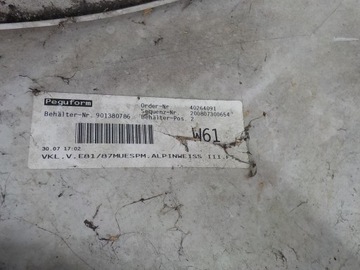 Peguform
Order-Nr 40264091
Sequenz-Nr 200807300654
Behälter-Nr. 901380786 Behälter-Pos. 2
W61
30.07 17:02
VKL.V.E81/87MUESPM.ALPINWEISS III.